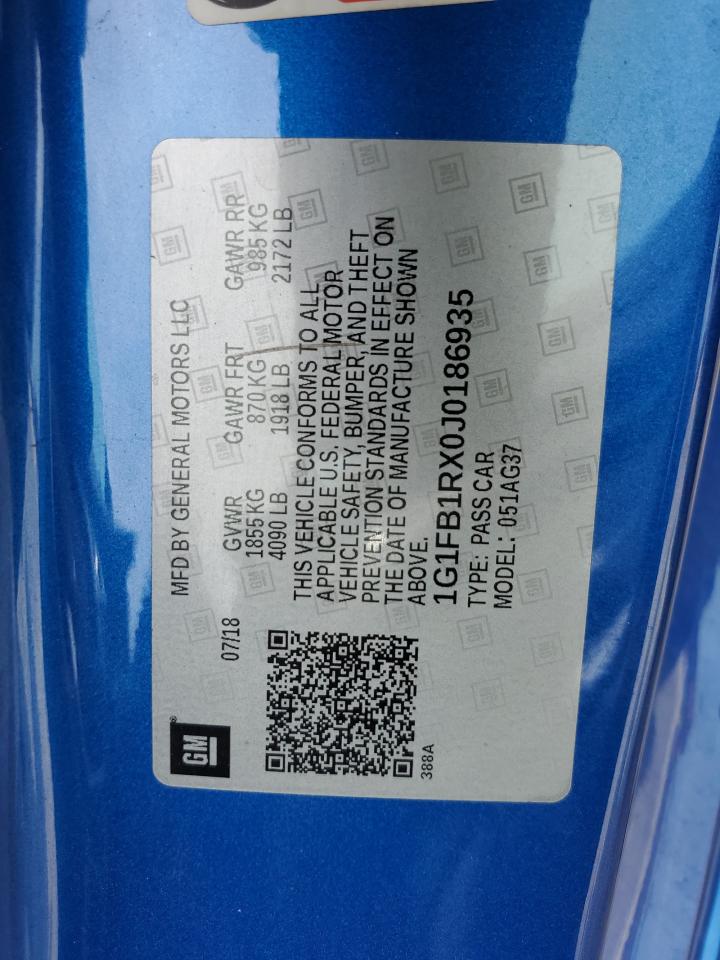 GM
MFD BY GENERAL MOTORS LLC
07/18
GVWR GAWR FRT GAWR RR
1855 KG 870 KG 985 KG
4090 LB 1918 LB 2172 LB
THIS VEHICLE CONFORMS TO ALL
APPLICABLE U.S. FEDERAL MOTOR
VEHICLE SAFETY, BUMPER, AND THEFT
PREVENTION STANDARDS IN EFFECT ON
THE DATE OF MANUFACTURE SHOWN
ABOVE.
1G1FB1RX0J0186935
TYPE: PASS CAR
MODEL: 051AG37
388A